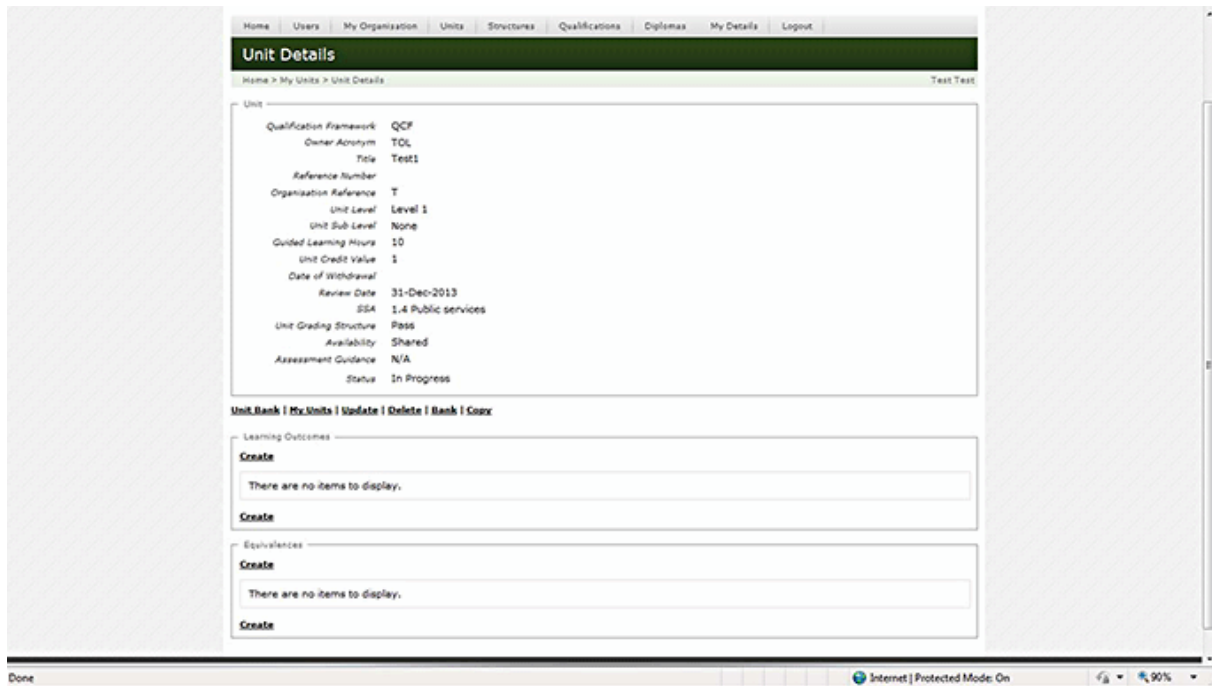 Home Users My Organisation Units Structures Qualifications Diplomas My Details Logout
Unit Details
Home > My Units > Unit Details Test Test
Unit
Qualification Framework QCF
Owner Acronym TOL
Title Test1
Reference Number
Organisation Reference T
Unit Level Level 1
Unit Sub Level None
Guided Learning Hours 10
Unit Credit Value 1
Date of Withdrawal
Review Date 31-Dec-2013
SSA 1.4 Public services
Unit Grading Structure Pass
Availability Shared
Assessment Guidance N/A
Status In Progress
Unit Bank | My Units | Update | Delete | Bank | Copy
Learning Outcomes
Create
There are no items to display.
Create
Equivalences
Create
There are no items to display.
Create
Done Internet | Protected Mode: On 90%